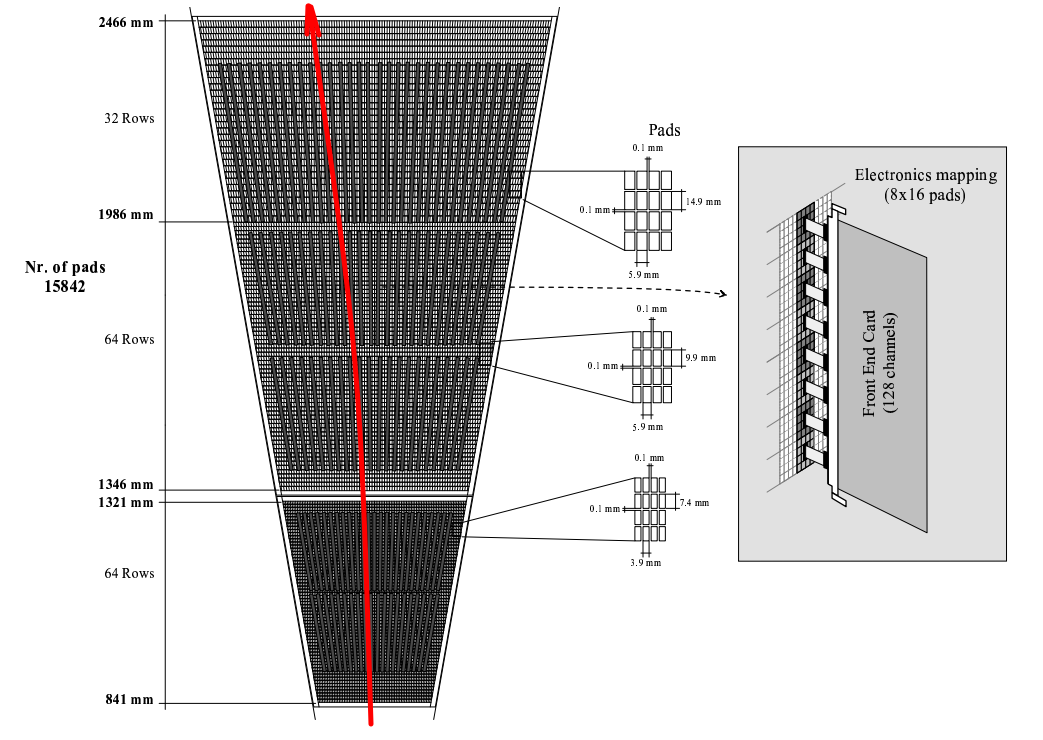 2466 mm
32 Rows
1986 mm
Nr. of pads
15842
64 Rows
1346 mm
1321 mm
64 Rows
841 mm
Pads
0.1 mm
14.9 mm
0.1 mm
5.9 mm
0.1 mm
9.9 mm
0.1 mm
5.9 mm
0.1 mm
7.4 mm
0.1 mm
3.9 mm
Electronics mapping
(8x16 pads)
Front End Card
(128 channels)